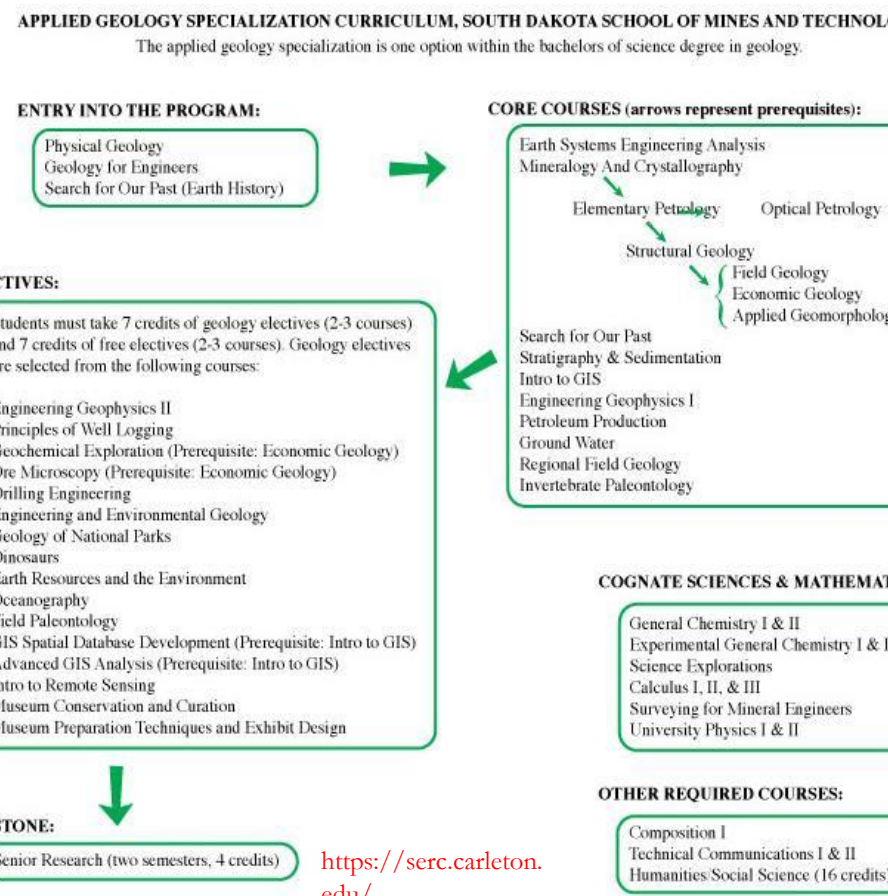 APPLIED GEOLOGY SPECIALIZATION CURRICULUM, SOUTH DAKOTA SCHOOL OF MINES AND TECHNOLO
The applied geology specialization is one option within the bachelors of science degree in geology.
ENTRY INTO THE PROGRAM:
Physical Geology
Geology for Engineers
Search for Our Past (Earth History)
CORE COURSES (arrows represent prerequisites):
Earth Systems Engineering Analysis
Mineralogy And Crystallography
Elementary Petrology Optical Petrology
Structural Geology
Field Geology
Economic Geology
Applied Geomorpholog
Search for Our Past
Stratigraphy & Sedimentation
Intro to GIS
Engineering Geophysics I
Petroleum Production
Ground Water
Regional Field Geology
Invertebrate Paleontology
CTIVES:
tudents must take 7 credits of geology electives (2-3 courses)
nd 7 credits of free electives (2-3 courses). Geology electives
re selected from the following courses:
ngineering Geophysics II
rinciples of Well Logging
eochemical Exploration (Prerequisite: Economic Geology)
re Microscopy (Prerequisite: Economic Geology)
rilling Engineering
ngineering and Environmental Geology
eology of National Parks
inosaurs
arth Resources and the Environment
ceanography
ield Paleontology
IS Spatial Database Development (Prerequisite: Intro to GIS)
dvanced GIS Analysis (Prerequisite: Intro to GIS)
ntro to Remote Sensing
useum Conservation and Curation
useum Preparation Techniques and Exhibit Design
STONE:
enior Research (two semesters, 4 credits)
https://serc.carleton.
edu/
COGNATE SCIENCES & MATHEMAT
General Chemistry I & II
Experimental General Chemistry I & I
Science Explorations
Calculus I, II, & III
Surveying for Mineral Engineers
University Physics I & II
OTHER REQUIRED COURSES:
Composition I
Technical Communications I & II
Humanities/Social Science (16 credits